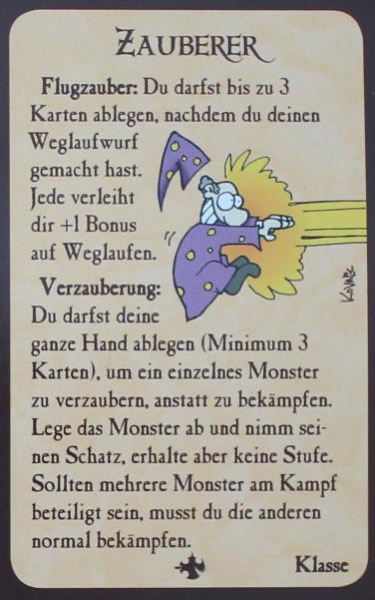 Zauberer
Flugzauber: Du darfst bis zu 3
Karten ablegen, nachdem du deinen
Weglaufwurf
gemacht hast.
Jede verleiht
dir +1 Bonus
auf Weglaufen.
Verzauberung:
Du darfst deine
ganze Hand ablegen (Minimum 3
Karten), um ein einzelnes Monster
zu verzaubern, anstatt zu bekämpfen.
Lege das Monster ab und nimm sei-
nen Schatz, erhalte aber keine Stufe.
Sollten mehrere Monster am Kampf
beteiligt sein, musst du die anderen
normal bekämpfen.
Klasse
Kovalic